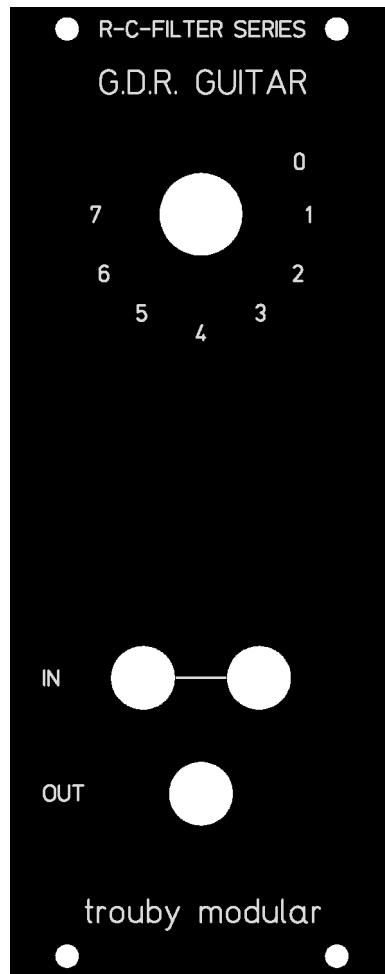 R-C-FILTER SERIES
G.D.R. GUITAR
0
7 1
6 2
5 3
4
IN
OUT
trouby modular